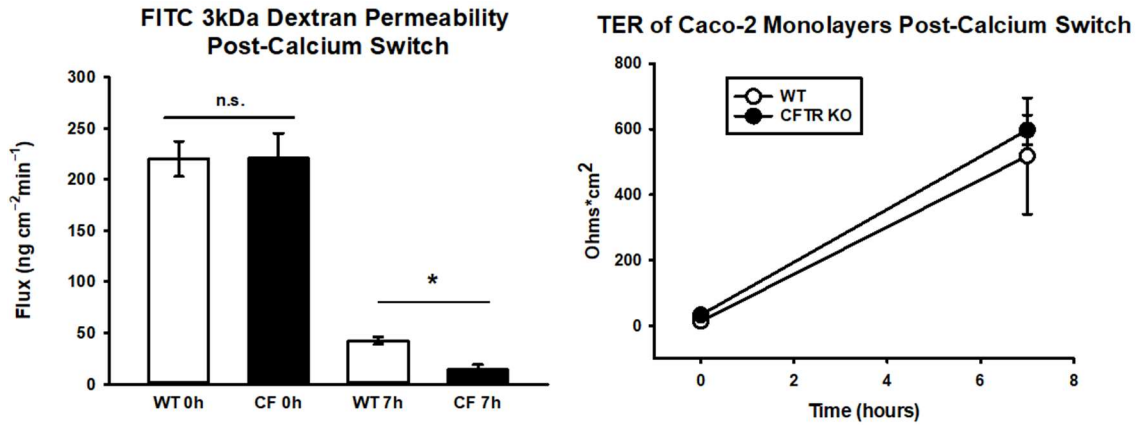 FITC 3kDa Dextran Permeability
Post-Calcium Switch
Flux (ng cm⁻²min⁻¹)
300
250
200
150
100
50
0
n.s.
*
WT 0h CF 0h WT 7h CF 7h
TER of Caco-2 Monolayers Post-Calcium Switch
Ohms*cm²
800
600
400
200
0
WT
CFTR KO
0 2 4 6 8
Time (hours)